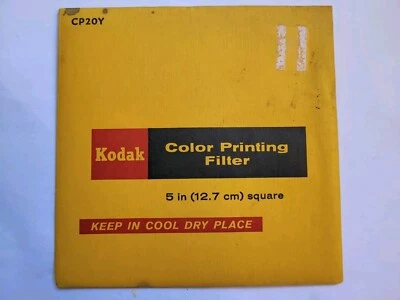 CP20Y
Kodak
Color Printing
Filter
5 in (12.7 cm) square
KEEP IN COOL DRY PLACE